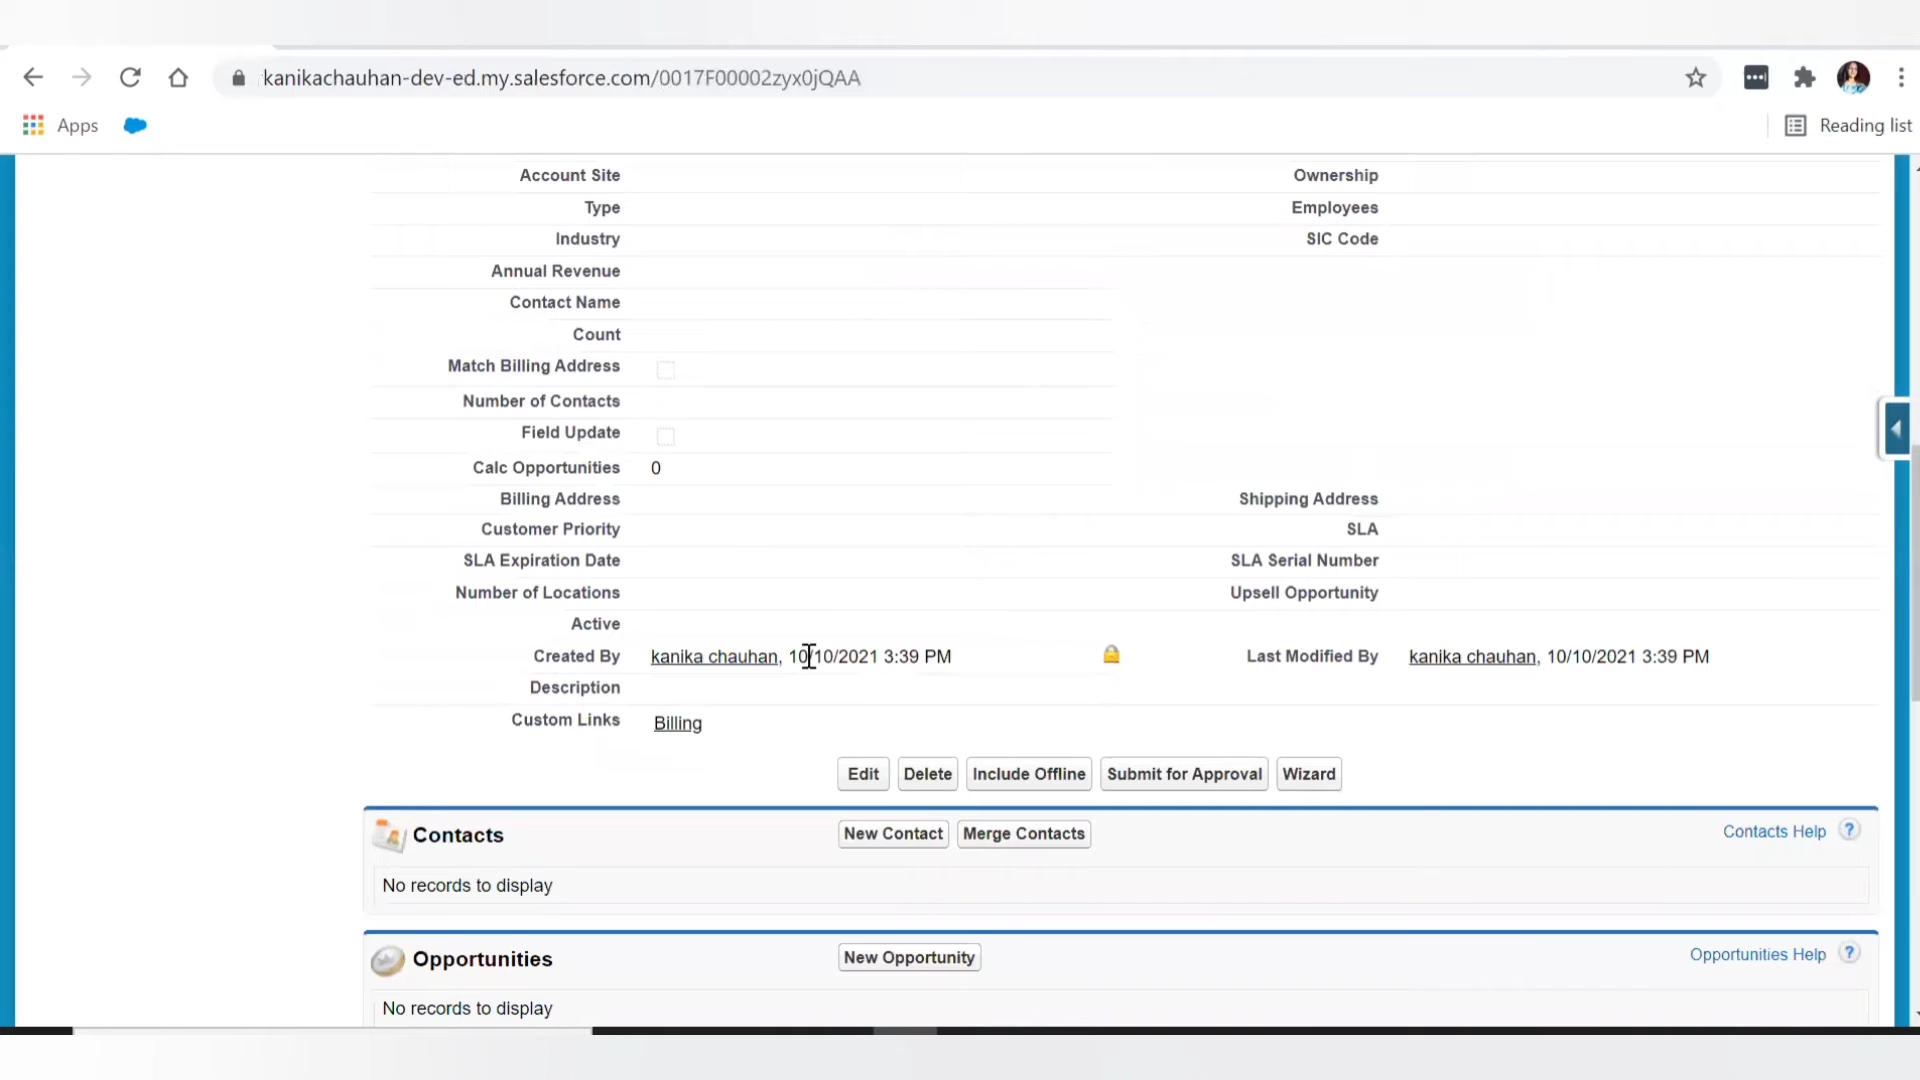 kanikachauhan-dev-ed.my.salesforce.com/0017F00002zyx0jQAA
Apps
Reading list
Account Site
Ownership
Type
Employees
Industry
SIC Code
Annual Revenue
Contact Name
Count
Match Billing Address
Number of Contacts
Field Update
Calc Opportunities 0
Billing Address
Shipping Address
Customer Priority
SLA
SLA Expiration Date
SLA Serial Number
Number of Locations
Upsell Opportunity
Active
Created By kanika chauhan, 10/10/2021 3:39 PM
Last Modified By kanika chauhan, 10/10/2021 3:39 PM
Description
Custom Links Billing
Edit Delete Include Offline Submit for Approval Wizard
Contacts New Contact Merge Contacts Contacts Help ?
No records to display
Opportunities New Opportunity Opportunities Help ?
No records to display